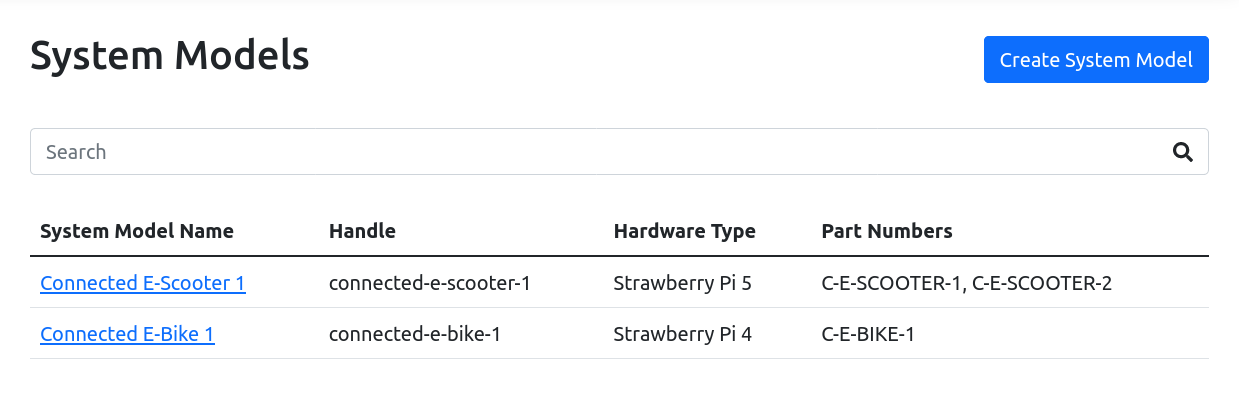 System Models
Create System Model
Search
System Model Name Handle Hardware Type Part Numbers
Connected E-Scooter 1 connected-e-scooter-1 Strawberry Pi 5 C-E-SCOOTER-1, C-E-SCOOTER-2
Connected E-Bike 1 connected-e-bike-1 Strawberry Pi 4 C-E-BIKE-1